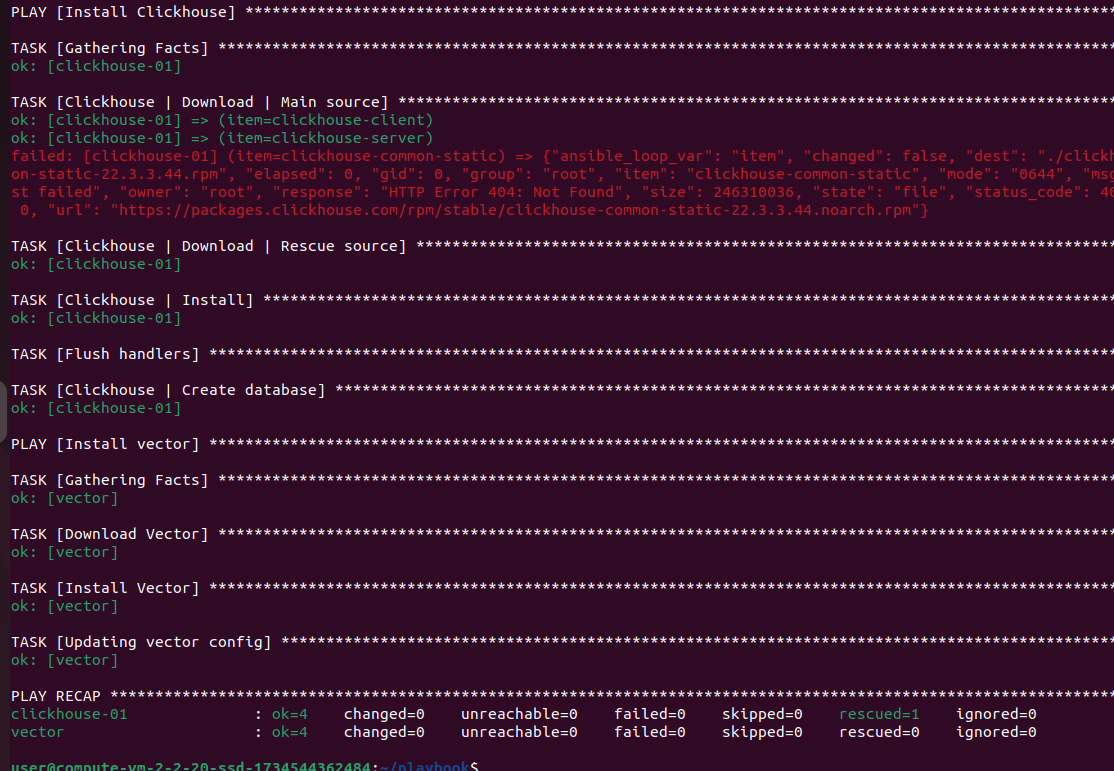 PLAY [Install Clickhouse] ****************************************************************************************************
TASK [Gathering Facts] ****************************************************************************************************
ok: [clickhouse-01]
TASK [Clickhouse | Download | Main source] ********************************************************************************
ok: [clickhouse-01] => (item=clickhouse-client)
ok: [clickhouse-01] => (item=clickhouse-server)
failed: [clickhouse-01] (item=clickhouse-common-static) => {"ansible_loop_var": "item", "changed": false, "dest": "./click
on-static-22.3.3.44.rpm", "elapsed": 0, "gid": 0, "group": "root", "item": "clickhouse-common-static", "mode": "0644", "msg
st failed", "owner": "root", "response": "HTTP Error 404: Not Found", "size": 246310036, "state": "file", "status_code": 40
 0, "url": "https://packages.clickhouse.com/rpm/stable/clickhouse-common-static-22.3.3.44.noarch.rpm"}
TASK [Clickhouse | Download | Rescue source] ******************************************************************************
ok: [clickhouse-01]
TASK [Clickhouse | Install] ***********************************************************************************************
ok: [clickhouse-01]
TASK [Flush handlers] *****************************************************************************************************
TASK [Clickhouse | Create database] ***************************************************************************************
ok: [clickhouse-01]
PLAY [Install vector] *****************************************************************************************************
TASK [Gathering Facts] ****************************************************************************************************
ok: [vector]
TASK [Download Vector] ****************************************************************************************************
ok: [vector]
TASK [Install Vector] *****************************************************************************************************
ok: [vector]
TASK [Updating vector config] *********************************************************************************************
ok: [vector]
PLAY RECAP ****************************************************************************************************************
clickhouse-01 : ok=4 changed=0 unreachable=0 failed=0 skipped=0 rescued=1 ignored=0
vector : ok=4 changed=0 unreachable=0 failed=0 skipped=0 rescued=0 ignored=0
user@compute-vm-2-2-20-ssd-1734544362484:~/playbook$